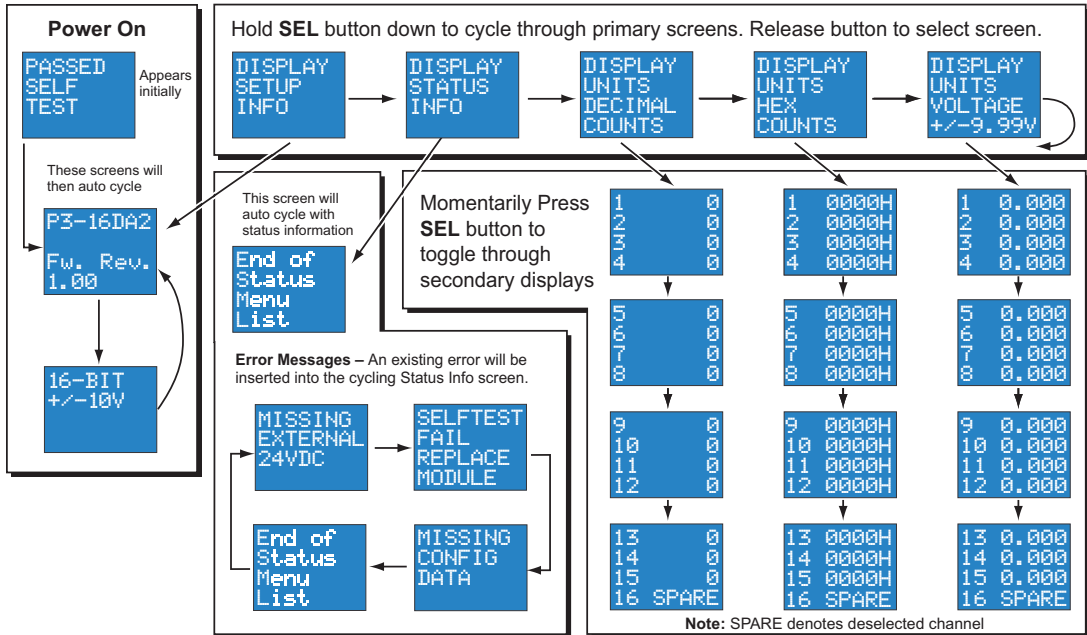 Power On
PASSED
SELF
TEST
Appears
initially
These screens will
then auto cycle
P3-16DA2
Fw. Rev.
1.00
16-BIT
+/-10V
Hold SEL button down to cycle through primary screens. Release button to select screen.
DISPLAY
SETUP
INFO
DISPLAY
STATUS
INFO
DISPLAY
UNITS
DECIMAL
COUNTS
DISPLAY
UNITS
HEX
COUNTS
DISPLAY
UNITS
VOLTAGE
+/-9.99V
This screen will
auto cycle with
status information
End of
Status
Menu
List
Error Messages – An existing error will be
inserted into the cycling Status Info screen.
MISSING
EXTERNAL
24VDC
SELFTEST
FAIL
REPLACE
MODULE
MISSING
CONFIG
DATA
End of
Status
Menu
List
Momentarily Press
SEL button to
toggle through
secondary displays
1 0
2 0
3 0
4 0
5 0
6 0
7 0
8 0
9 0
10 0
11 0
12 0
13 0
14 0
15 0
16 SPARE
1 0000H
2 0000H
3 0000H
4 0000H
5 0000H
6 0000H
7 0000H
8 0000H
9 0000H
10 0000H
11 0000H
12 0000H
13 0000H
14 0000H
15 0000H
16 SPARE
1 0.000
2 0.000
3 0.000
4 0.000
5 0.000
6 0.000
7 0.000
8 0.000
9 0.000
10 0.000
11 0.000
12 0.000
13 0.000
14 0.000
15 0.000
16 SPARE
Note: SPARE denotes deselected channel